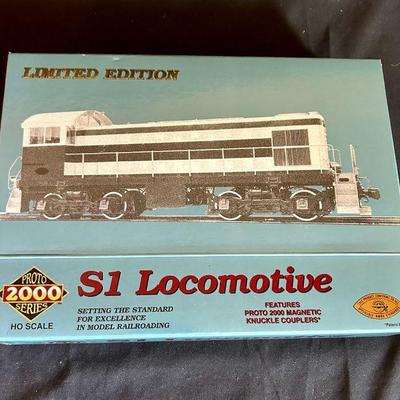 LIMITED EDITION
PROTO
2000
SERIES
HO SCALE
S1 Locomotive
SETTING THE STANDARD
FOR EXCELLENCE
IN MODEL RAILROADING
FEATURES
PROTO 2000 MAGNETIC
KNUCKLE COUPLERS*